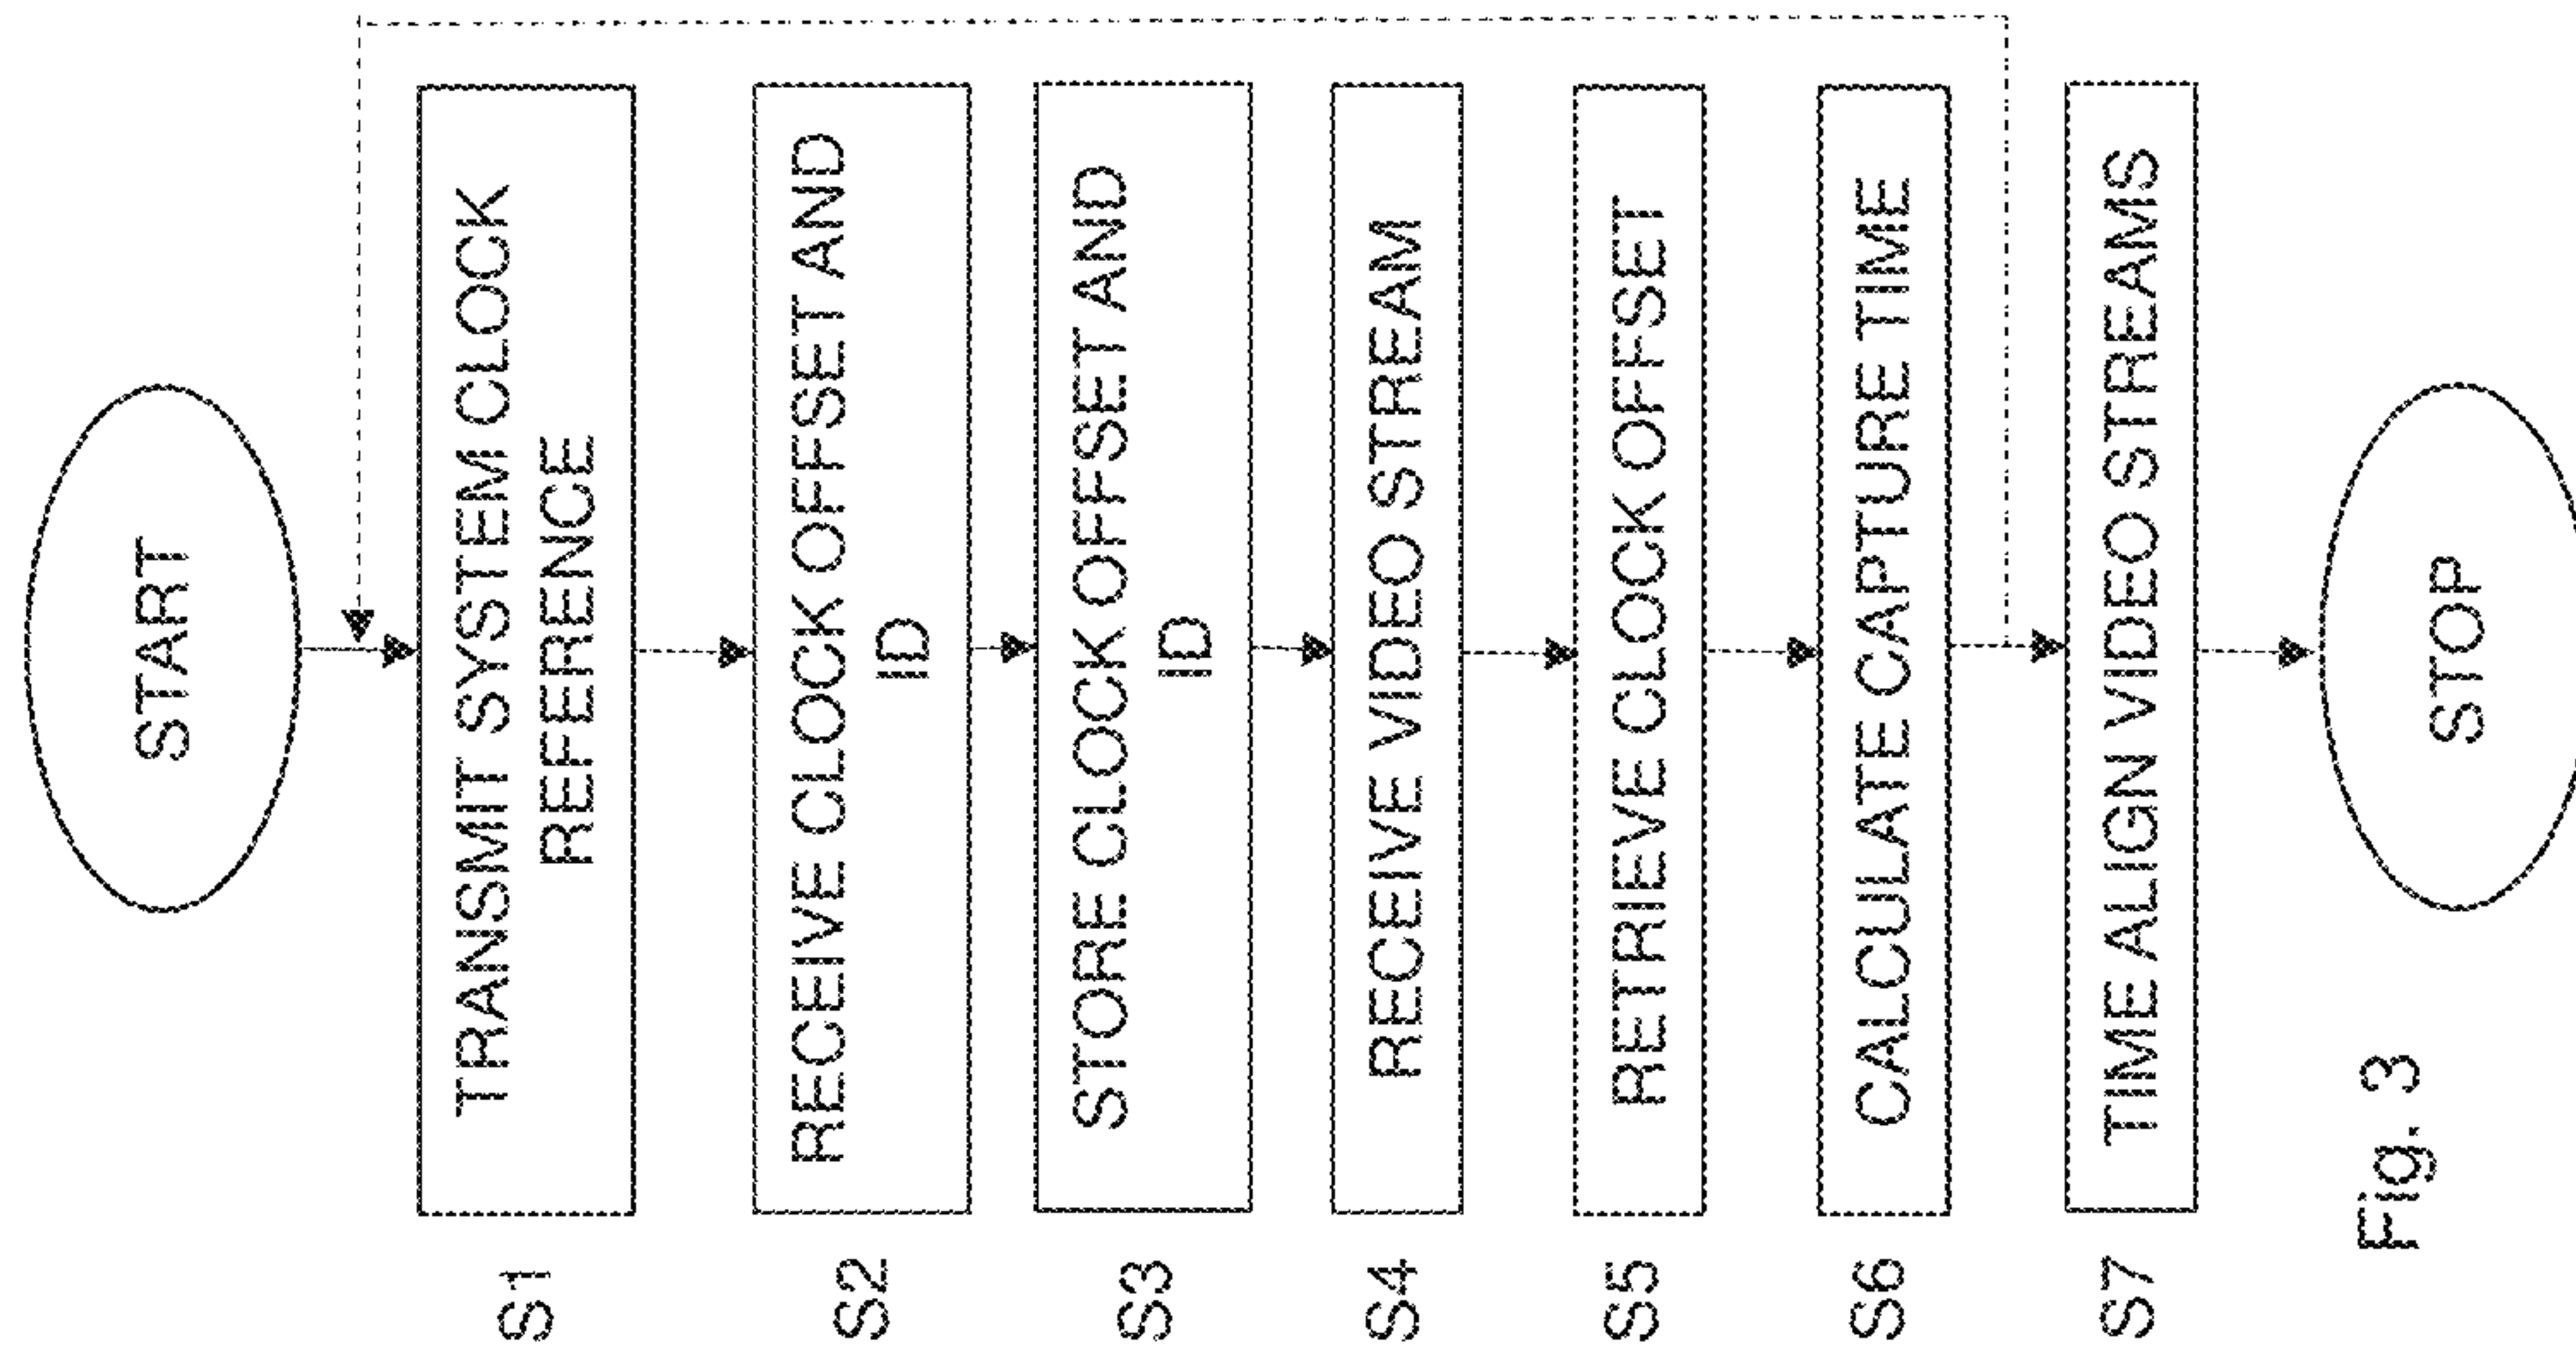 START
S1
TRANSMIT SYSTEM CLOCK
REFERENCE
S2
RECEIVE CLOCK OFFSET AND
ID
S3
STORE CLOCK OFFSET AND
ID
S4
RECEIVE VIDEO STREAM
S5
RETRIEVE CLOCK OFFSET
S6
CALCULATE CAPTURE TIME
S7
TIME ALIGN VIDEO STREAMS
STOP
Fig. 3